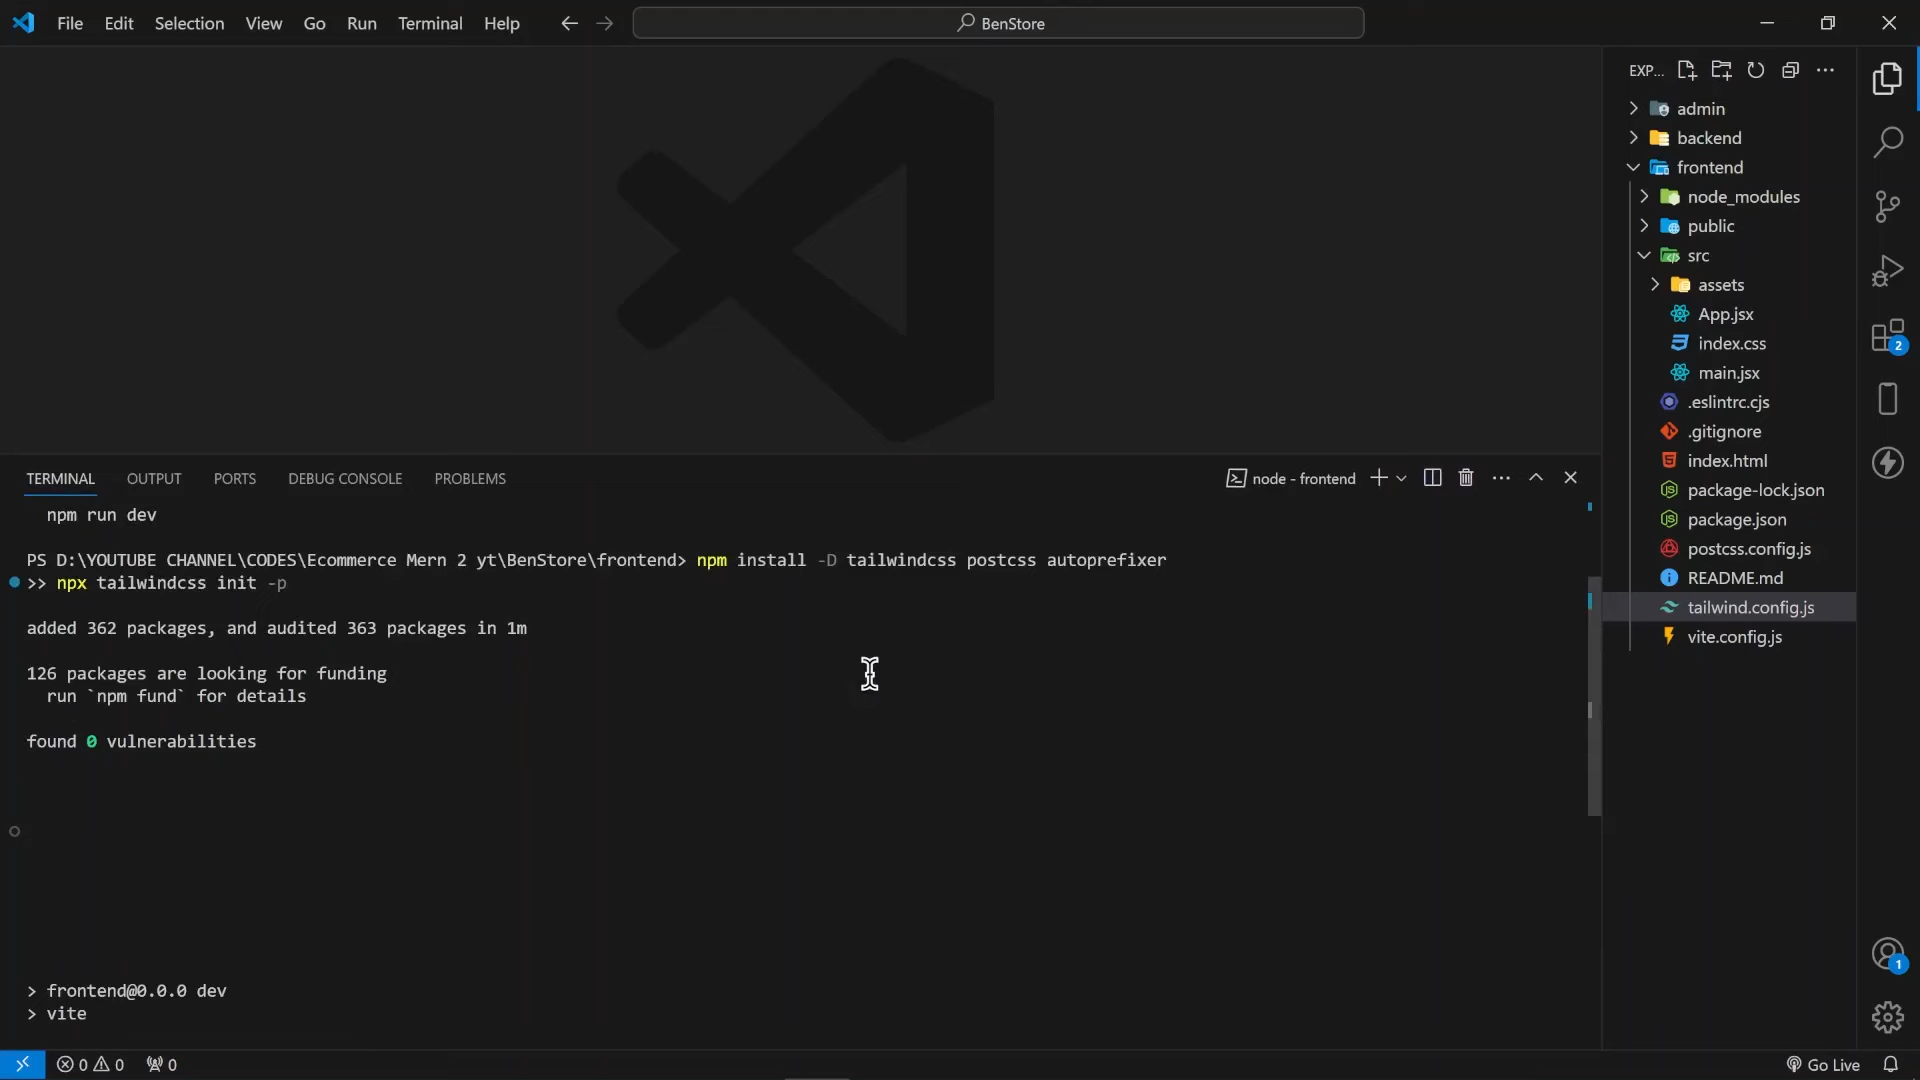 File Edit Selection View Go Run Terminal Help
BenStore
EXP...
admin
backend
frontend
node_modules
public
src
assets
App.jsx
index.css
main.jsx
.eslintrc.cjs
.gitignore
index.html
package-lock.json
package.json
postcss.config.js
README.md
tailwind.config.js
vite.config.js
2
1
TERMINAL OUTPUT PORTS DEBUG CONSOLE PROBLEMS
node - frontend
npm run dev
PS D:\YOUTUBE CHANNEL\CODES\Ecommerce Mern 2 yt\BenStore\frontend> npm install -D tailwindcss postcss autoprefixer
>> npx tailwindcss init -p
added 362 packages, and audited 363 packages in 1m
126 packages are looking for funding
run `npm fund` for details
found 0 vulnerabilities
> frontend@0.0.0 dev
> vite
0 0 0
Go Live